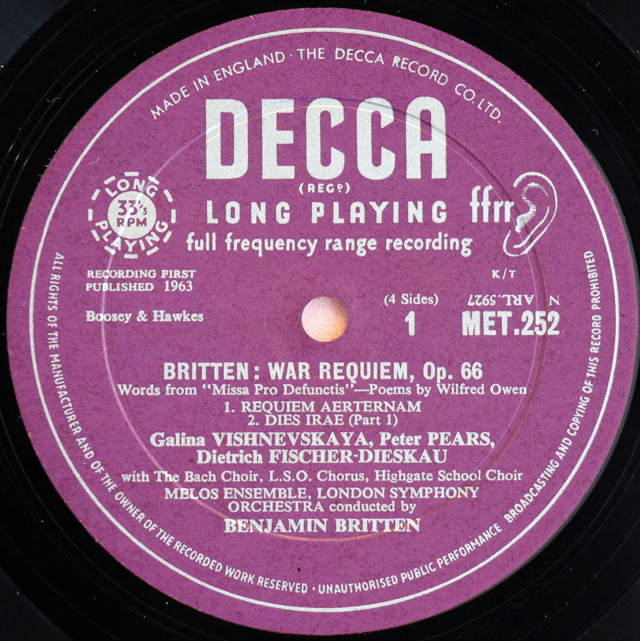 MADE IN ENGLAND · THE DECCA RECORD CO. LTD.
DECCA
(REGD)
LONG PLAYING
33⅓ RPM
LONG PLAYING ffrr
full frequency range recording
RECORDING FIRST
PUBLISHED 1963
K/T
N ARL.5927
Boosey & Hawkes
(4 Sides)
1
MET.252
BRITTEN : WAR REQUIEM, Op. 66
Words from "Missa Pro Defunctis"—Poems by Wilfred Owen
1. REQUIEM AERTERNAM
2. DIES IRAE (Part 1)
Galina VISHNEVSKAYA, Peter PEARS,
Dietrich FISCHER-DIESKAU
with The Bach Choir, L.S.O. Chorus, Highgate School Choir
MELOS ENSEMBLE, LONDON SYMPHONY
ORCHESTRA conducted by
BENJAMIN BRITTEN
ALL RIGHTS OF THE MANUFACTURER AND OF THE OWNER OF THE RECORDED WORK RESERVED · UNAUTHORISED PUBLIC PERFORMANCE BROADCASTING AND COPYING OF THIS RECORD PROHIBITED